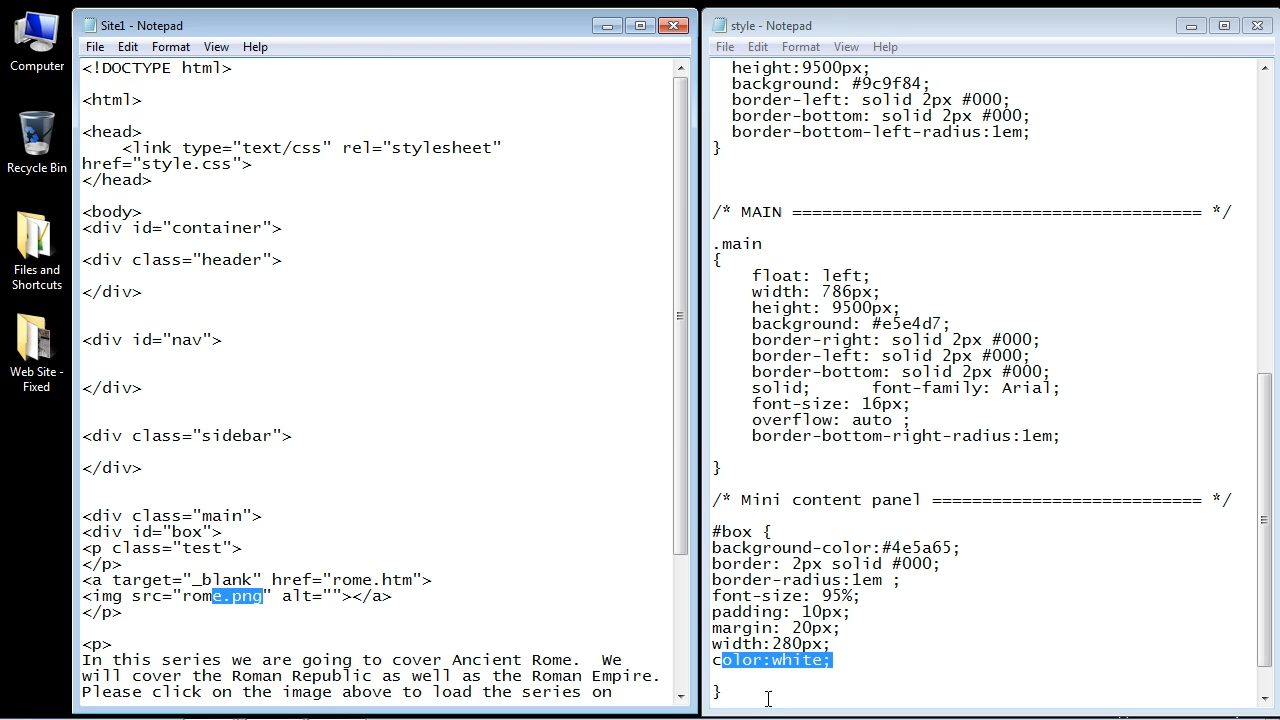 Computer
Recycle Bin
Files and
Shortcuts
Web Site -
Fixed
Site1 - Notepad
File Edit Format View Help
<!DOCTYPE html>
<html>
<head>
<link type="text/css" rel="stylesheet"
href="style.css">
</head>
<body>
<div id="container">
<div class="header">
</div>
<div id="nav">
</div>
<div class="sidebar">
</div>
<div class="main">
<div id="box">
<p class="test">
</p>
<a target="_blank" href="rome.htm">
<img src="rome.png" alt=""></a>
</p>
<p>
In this series we are going to cover Ancient Rome.  We
will cover the Roman Republic as well as the Roman Empire.
Please click on the image above to load the series on
style - Notepad
File Edit Format View Help
height:9500px;
background: #9c9f84;
border-left: solid 2px #000;
border-bottom: solid 2px #000;
border-bottom-left-radius:1em;
}
/* MAIN ========================================= */
.main
{
float: left;
width: 786px;
height: 9500px;
background: #e5e4d7;
border-right: solid 2px #000;
border-left: solid 2px #000;
border-bottom: solid 2px #000;
solid;      font-family: Arial;
font-size: 16px;
overflow: auto ;
border-bottom-right-radius:1em;
}
/* Mini content panel =========================== */
#box {
background-color:#4e5a65;
border: 2px solid #000;
border-radius:1em ;
font-size: 95%;
padding: 10px;
margin: 20px;
width:280px;
color:white;
}